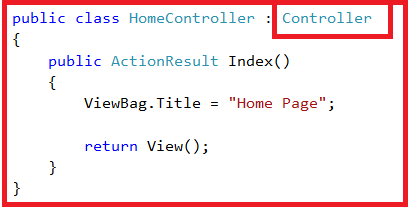 public class HomeController : Controller
{
    public ActionResult Index()
    {
        ViewBag.Title = "Home Page";

        return View();
    }
}